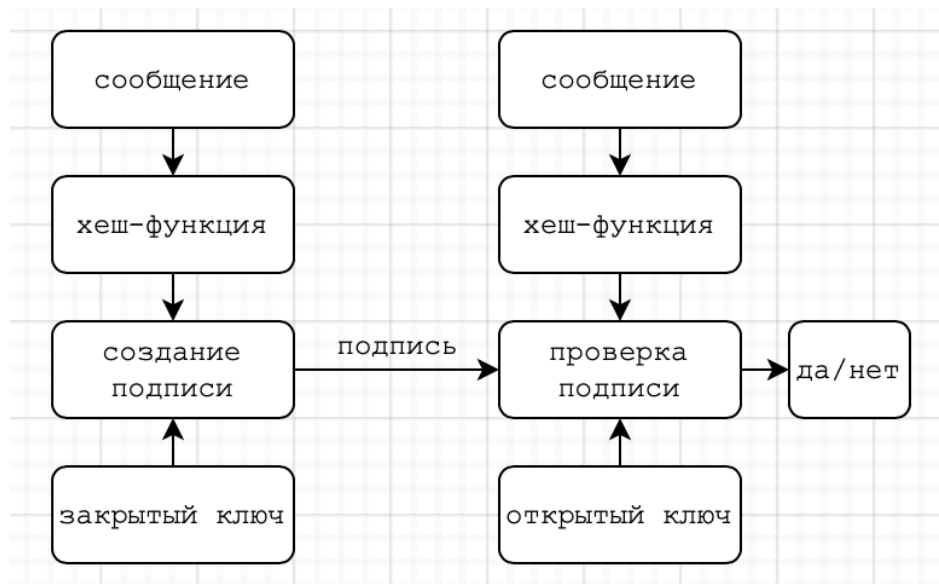 сообщение
хеш-функция
создание
подписи
закрытый ключ
подпись
сообщение
хеш-функция
проверка
подписи
открытый ключ
да/нет